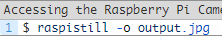 Accessing the Raspberry Pi Came
1 $ raspistill -o output.jpg